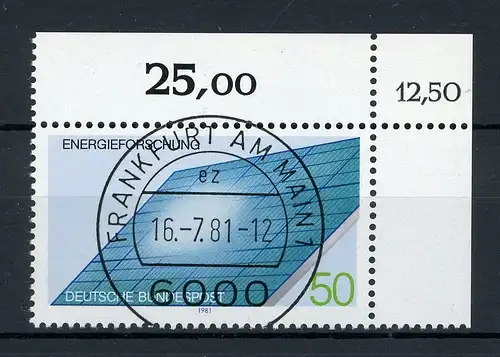 25,00
12,50
ENERGIEFORSCHUNG
FRANKFURT AM MAIN 1
ez
16.-7.81-12
6000
DEUTSCHE BUNDESPOST
50
1981